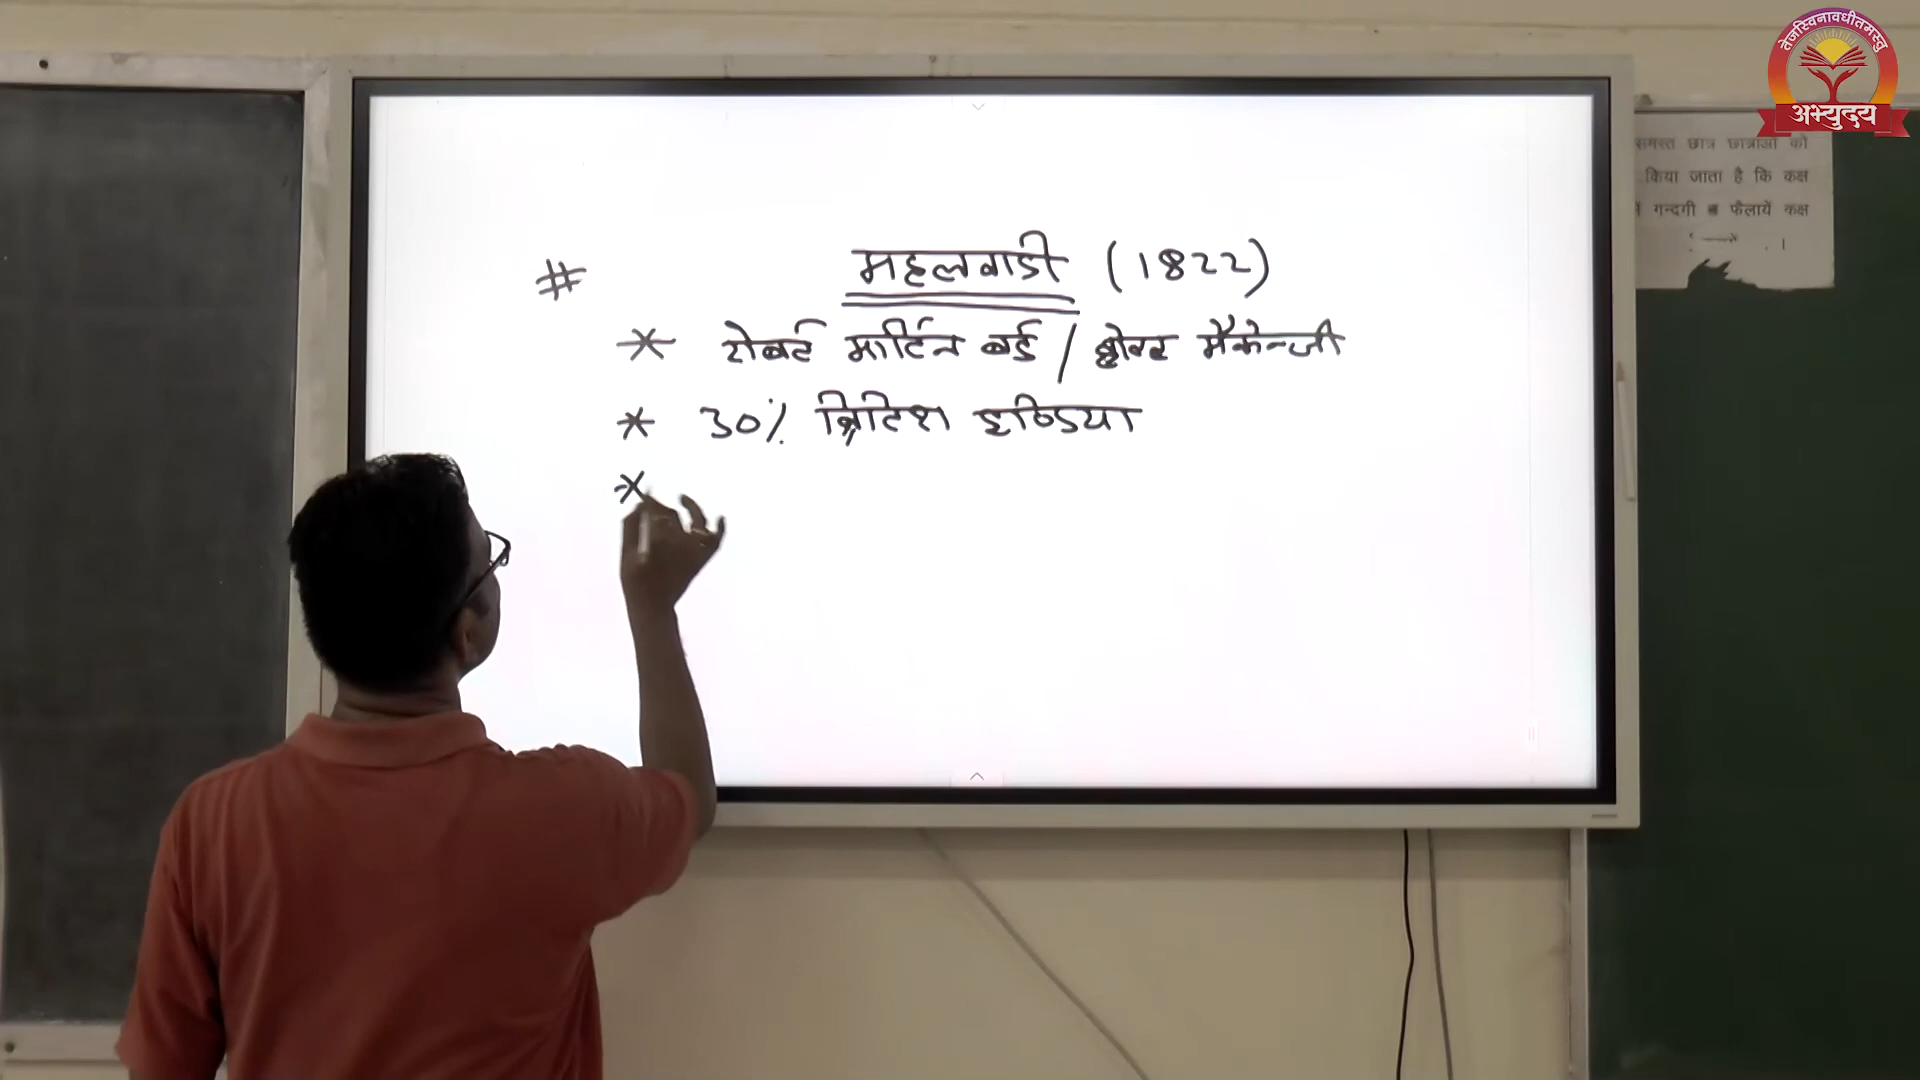 # महलवाडी (1822)
* रोबर्ट मार्टिन बर्ड / होल्ट मैकेन्जी
* 30% ब्रिटिश इण्डिया
*
तेजस्विनावधीतमस्तु
अभ्युदय
समस्त छात्र छात्राओं को
किया जाता है कि कक्ष
गन्दगी न फैलायें कक्ष